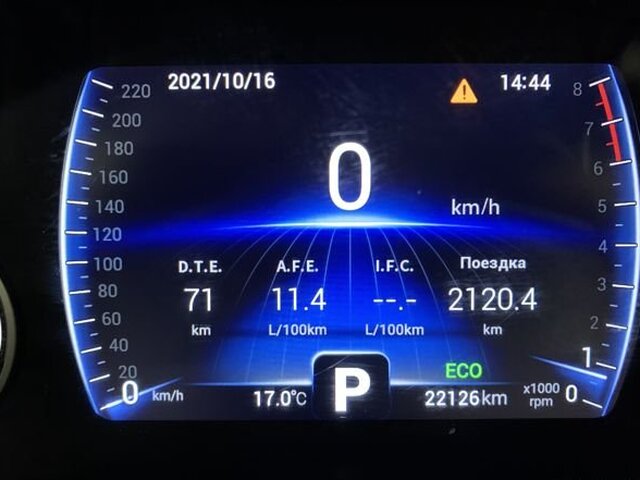 2021/10/16
14:44
220
200
180
160
140
120
100
80
60
40
20
0
km/h
8
7
6
5
4
3
2
1
0
x1000
rpm
0
km/h
D.T.E.
71
km
A.F.E.
11.4
L/100km
I.F.C.
--.-
L/100km
Поездка
2120.4
km
17.0°C
P
ECO
22126km